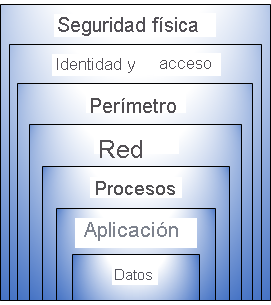 Seguridad física
Identidad y acceso
Perímetro
Red
Procesos
Aplicación
Datos